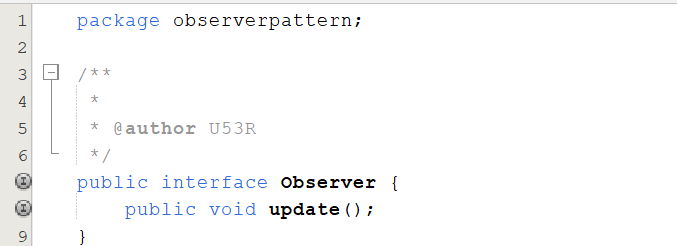 1 package observerpattern;
2
3 /**
4 *
5 * @author U53R
6 */
public interface Observer {
public void update();
9 }